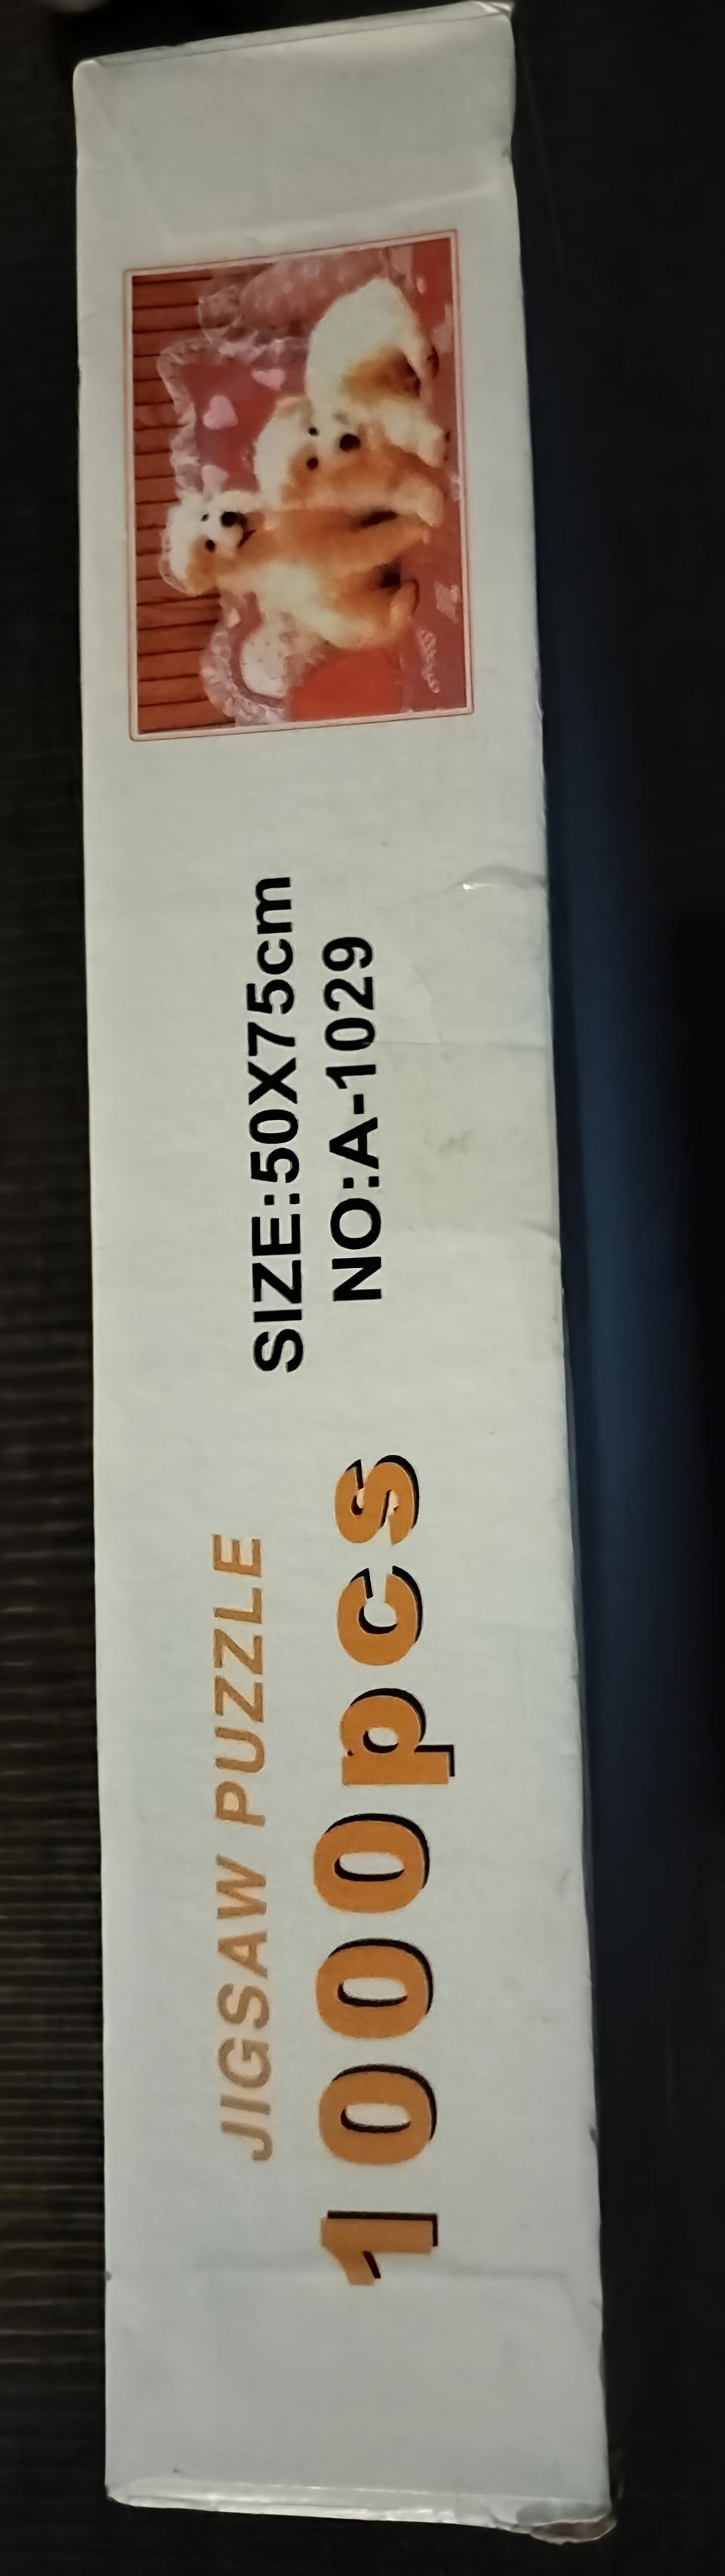 JIGSAW PUZZLE
1000pcs
SIZE:50X75cm
NO:A-1029